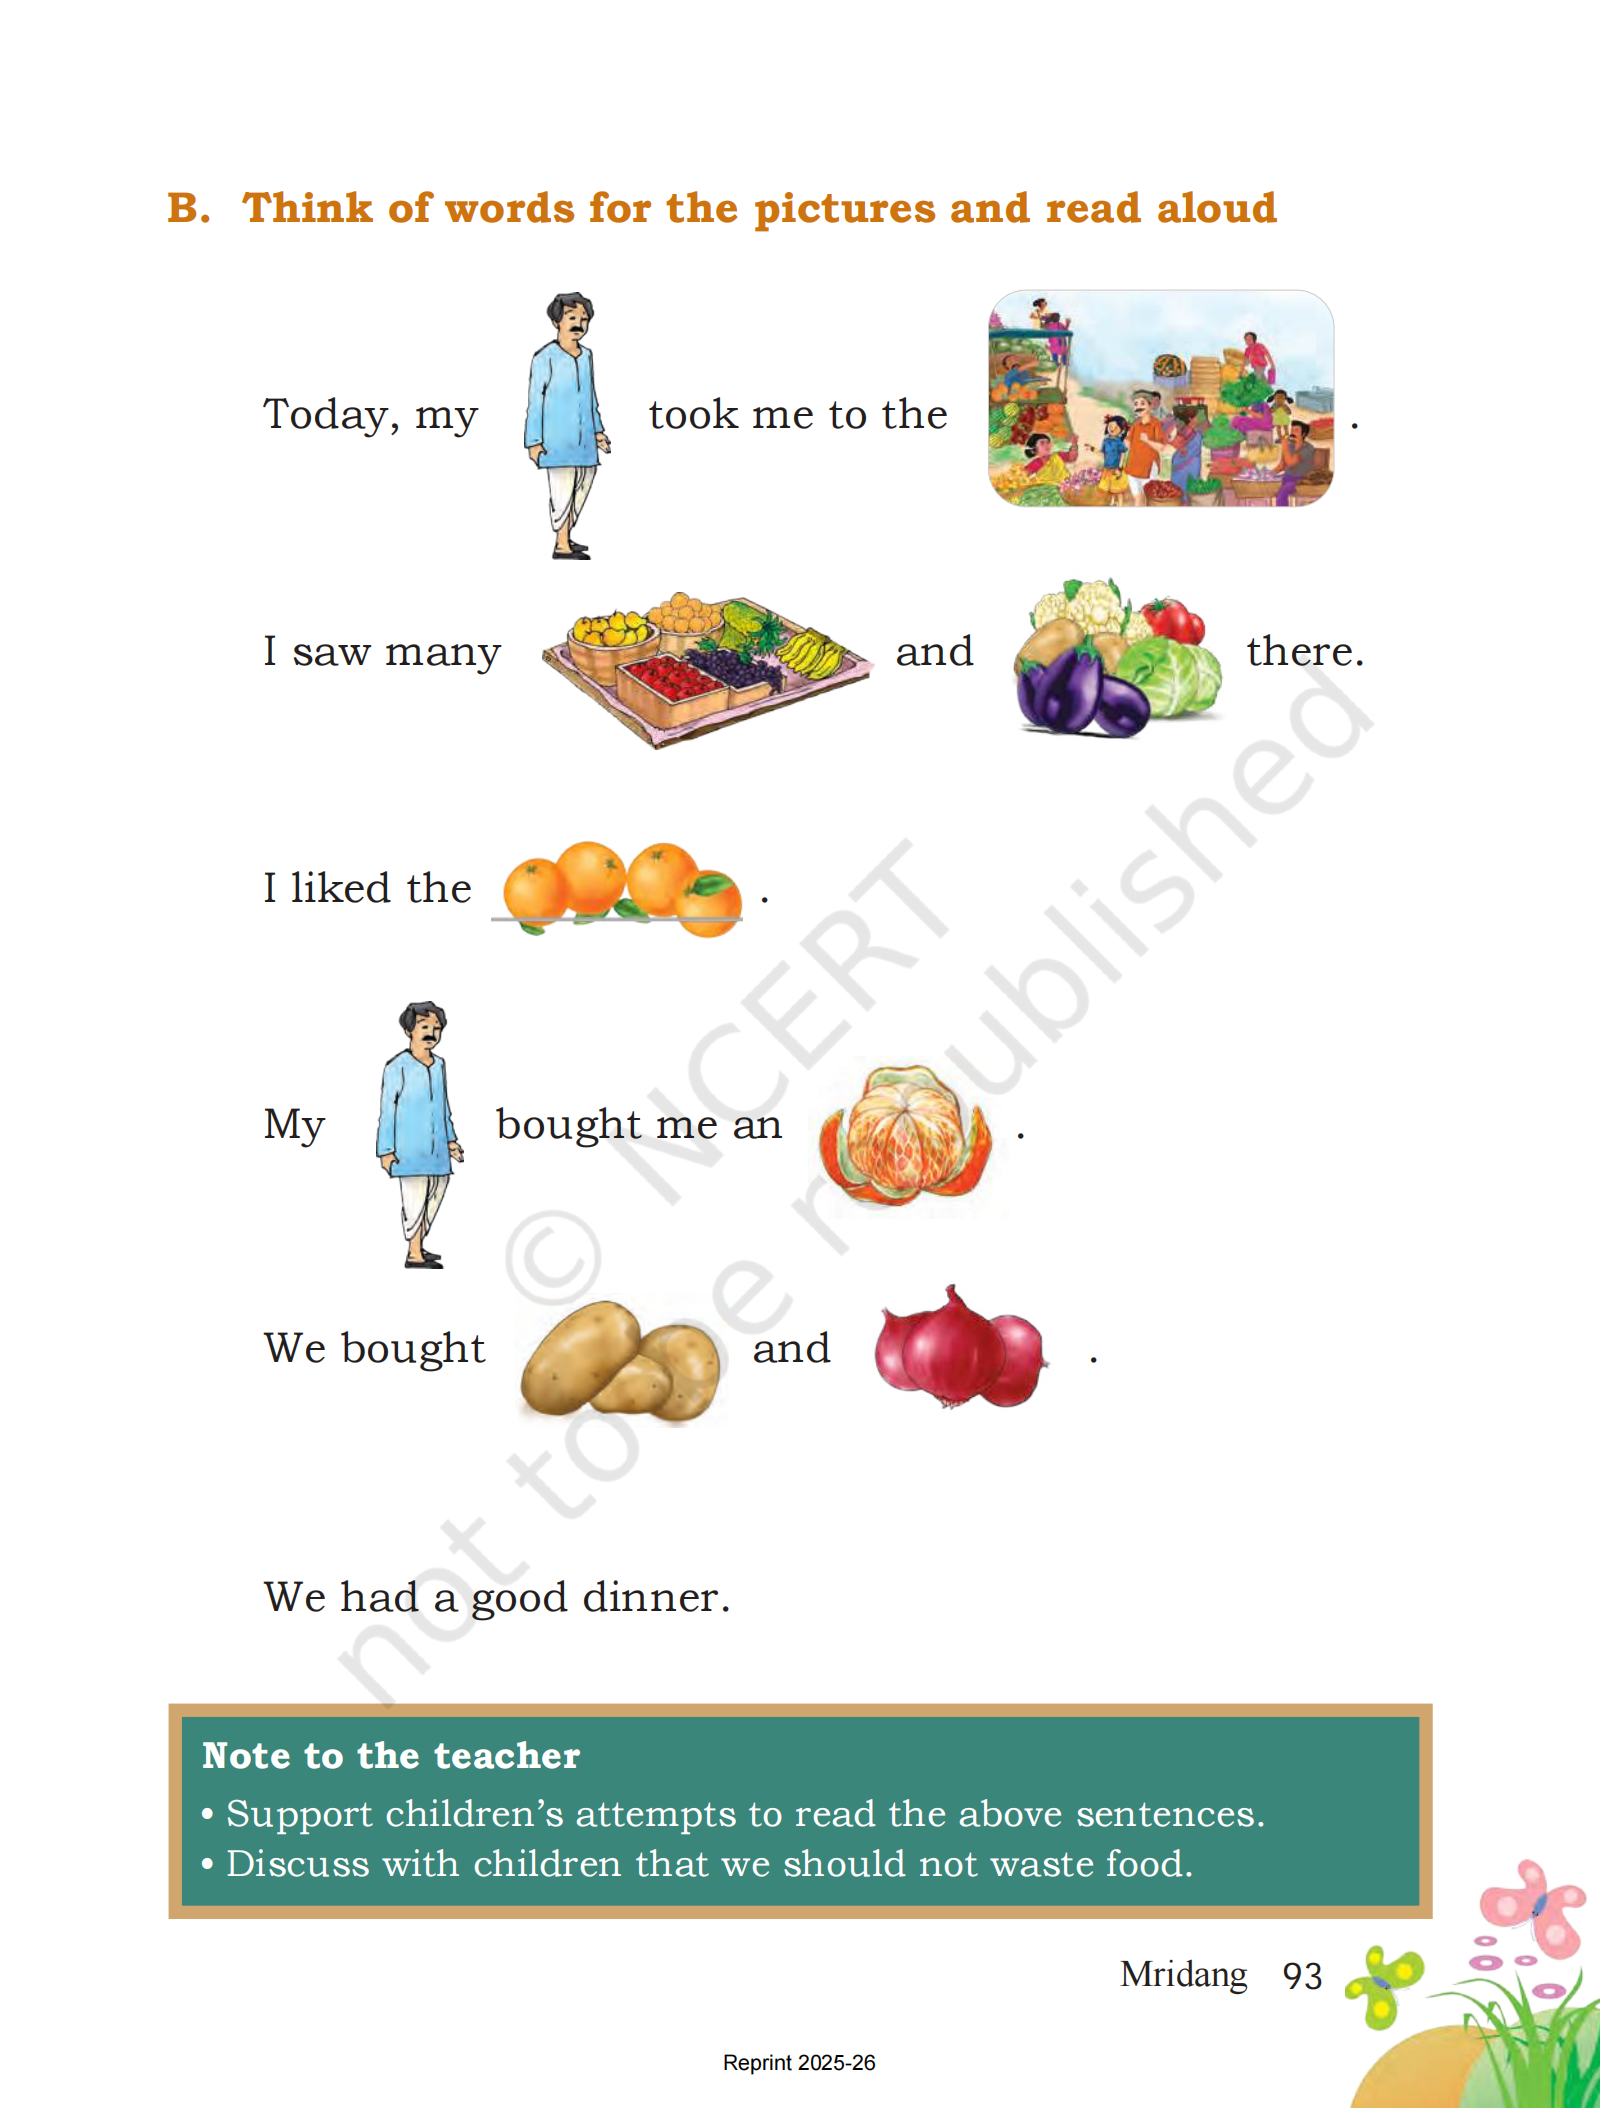 B. Think of words for the pictures and read aloud
Today, my took me to the .
I saw many and there.
I liked the .
My bought me an .
We bought and .
We had a good dinner.
© NCERT
not to be republished
Note to the teacher
• Support children’s attempts to read the above sentences.
• Discuss with children that we should not waste food.
Mridang 93
Reprint 2025-26